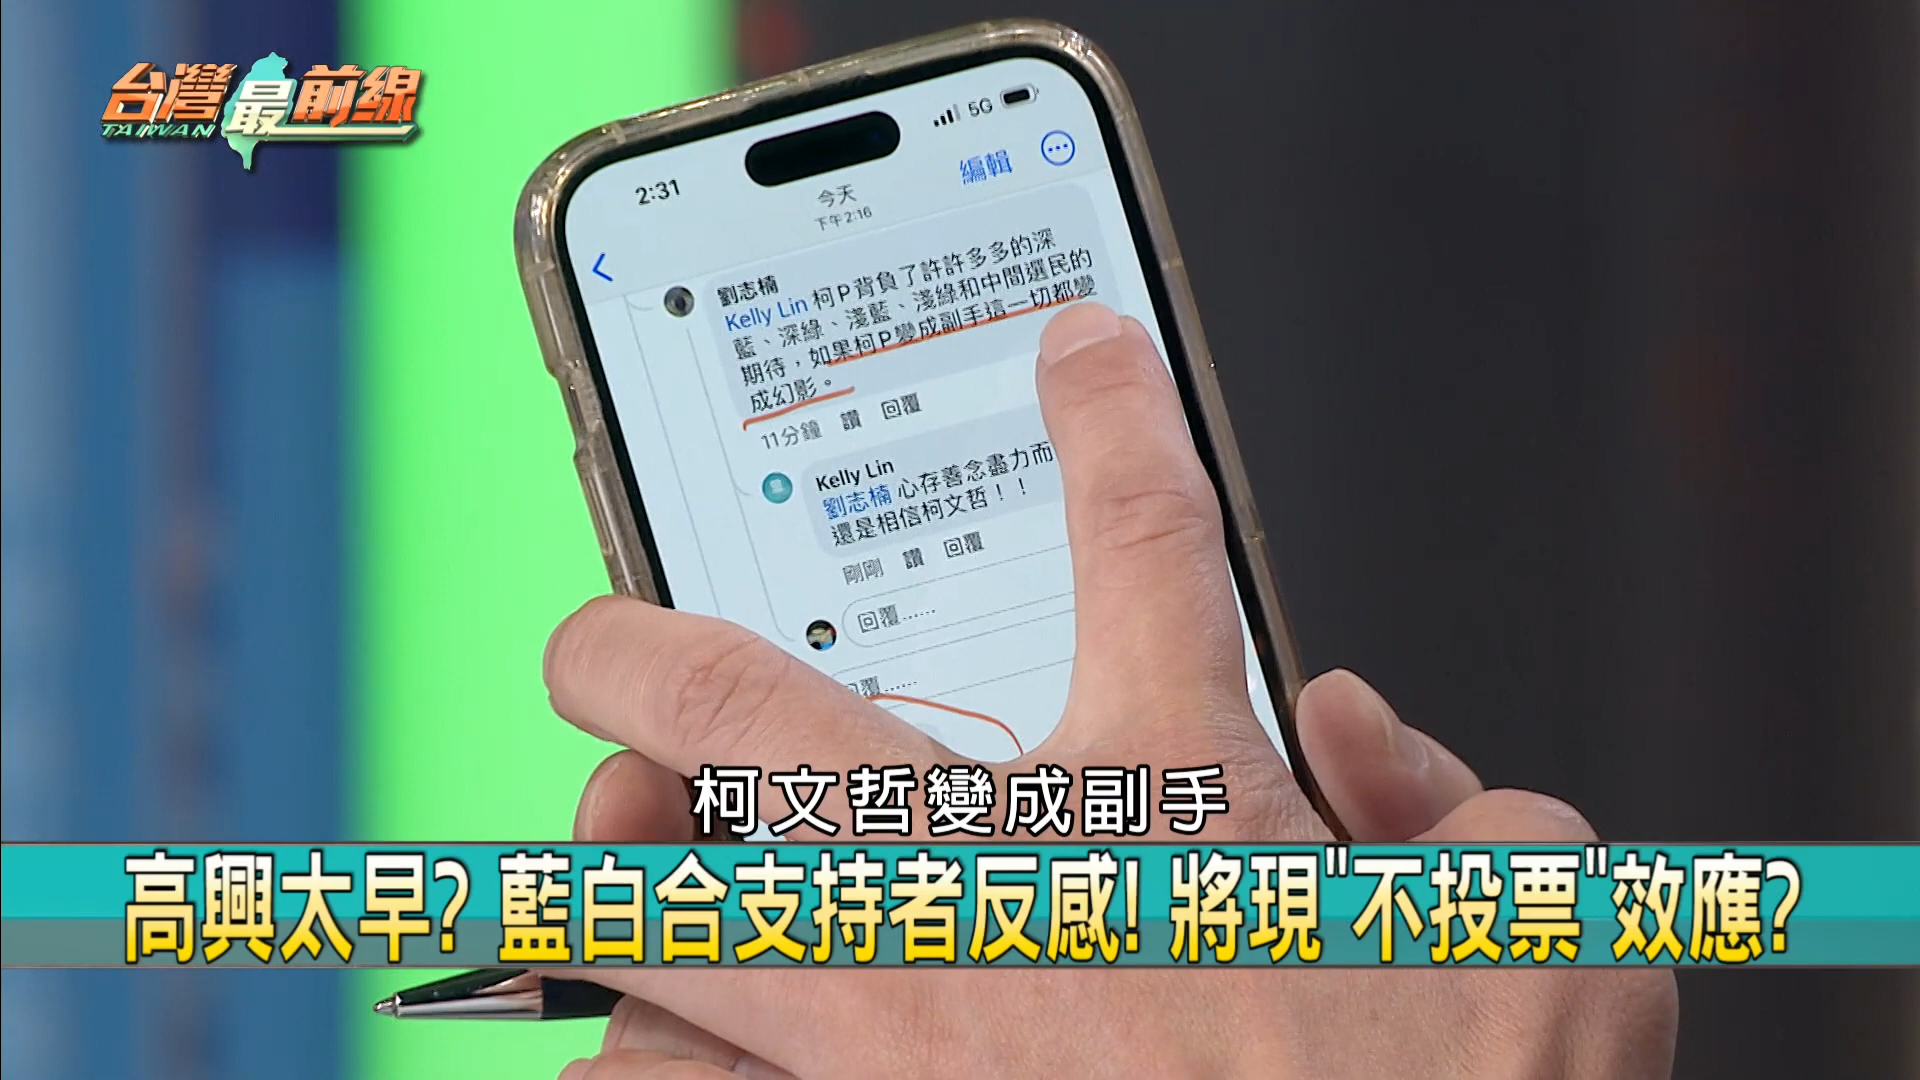 台灣最前線
TAIWAN
2:31
5G
今天
下午2:16
編輯
劉志楠
Kelly Lin 柯P背負了許許多多的深
藍、深綠、淺藍、淺綠和中間選民的
期待，如果柯P變成副手這一切都變
成幻影。
11分鐘 讚 回覆
Kelly Lin
劉志楠 心存善念盡力而
還是相信柯文哲！！
剛剛 讚 回覆
回覆……
回覆……
柯文哲變成副手
高興太早? 藍白合支持者反感! 將現"不投票"效應?